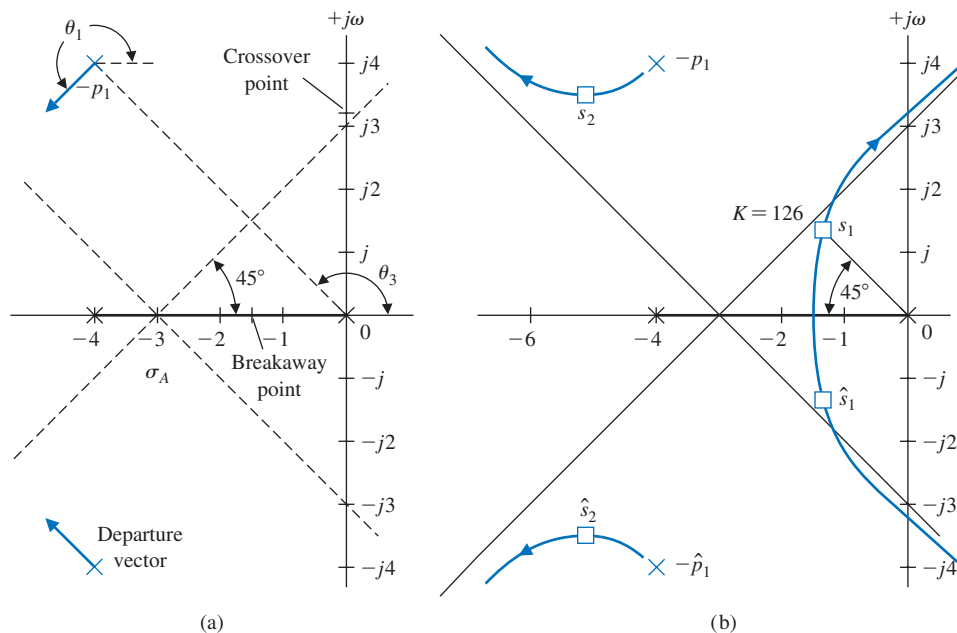 +jω
θ₁
Crossover
point
j4
−p₁
j3
j2
j
45°
θ₃
0
−4
−3
−2
−1
σ_A
Breakaway
point
−j
−j2
−j3
−j4
Departure
vector
(a)
+jω
j4
−p₁
s₂
j3
j2
K = 126
s₁
j
45°
0
−6
−4
−3
−2
−1
−j
ŝ₁
−j2
−j3
ŝ₂
−p̂₁
−j4
(b)